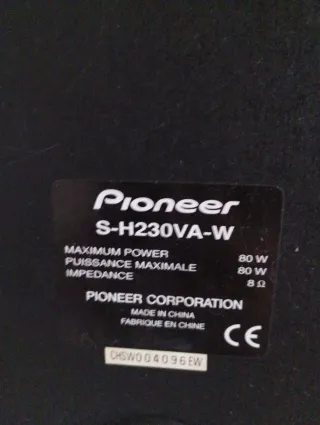 Pioneer
S-H230VA-W
MAXIMUM POWER 80 W
PUISSANCE MAXIMALE 80 W
IMPEDANCE 8 Ω
PIONEER CORPORATION
MADE IN CHINA
FABRIQUE EN CHINE
CE
CHSW004096EW